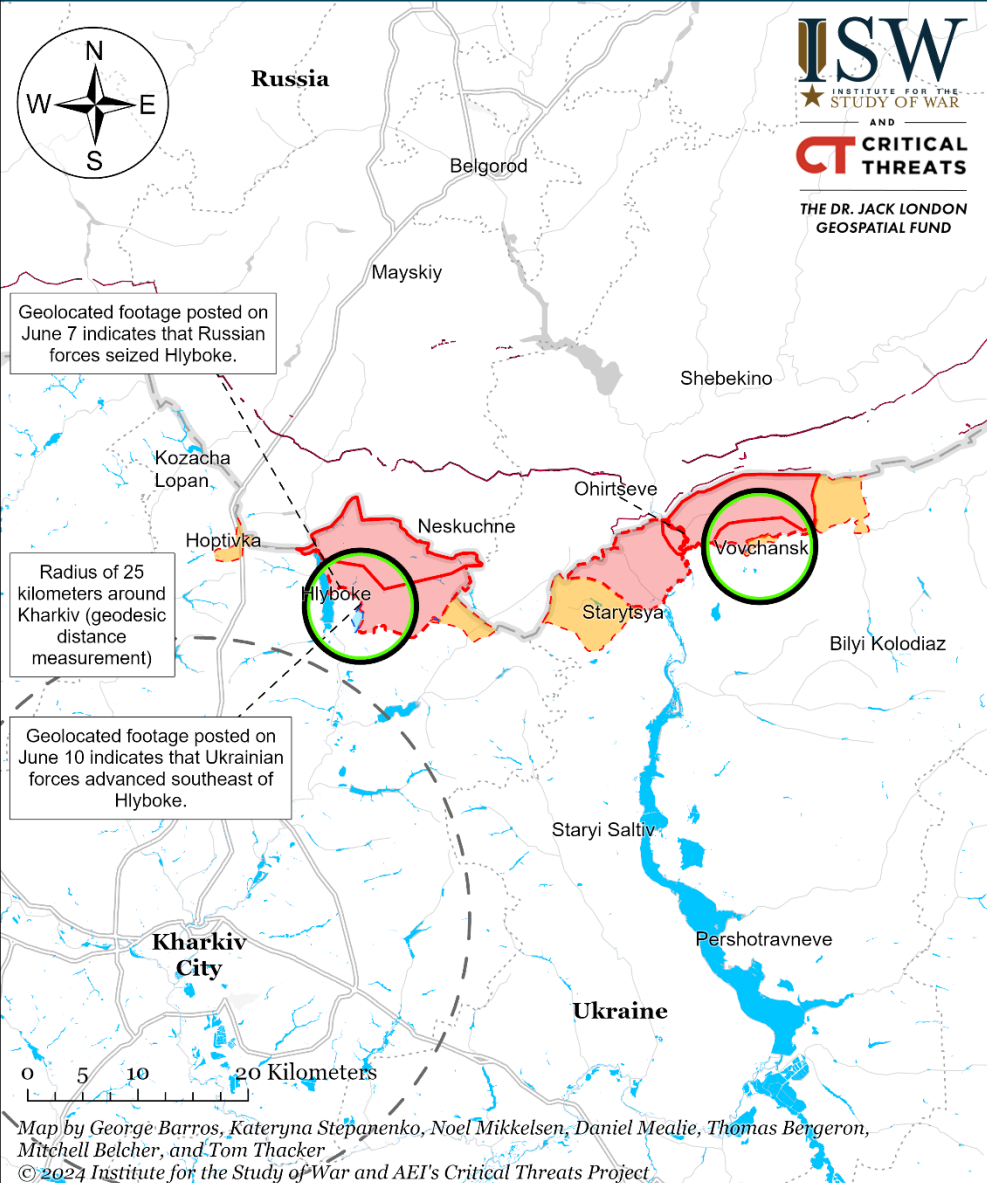 N
W
E
S
Russia
ISW
INSTITUTE FOR THE
STUDY OF WAR
AND
CT CRITICAL
THREATS
THE DR. JACK LONDON
GEOSPATIAL FUND
Belgorod
Mayskiy
Geolocated footage posted on
June 7 indicates that Russian
forces seized Hlyboke.
Shebekino
Kozacha
Lopan
Ohirtseve
Neskuchne
Hoptivka
Vovchansk
Radius of 25
kilometers around
Kharkiv (geodesic
distance
measurement)
Hlyboke
Starytsya
Bilyi Kolodiaz
Geolocated footage posted on
June 10 indicates that Ukrainian
forces advanced southeast of
Hlyboke.
Staryi Saltiv
Kharkiv
City
Pershotravneve
Ukraine
0 5 10 20 Kilometers
Map by George Barros, Kateryna Stepanenko, Noel Mikkelsen, Daniel Mealie, Thomas Bergeron,
Mitchell Belcher, and Tom Thacker
© 2024 Institute for the Study of War and AEI's Critical Threats Project